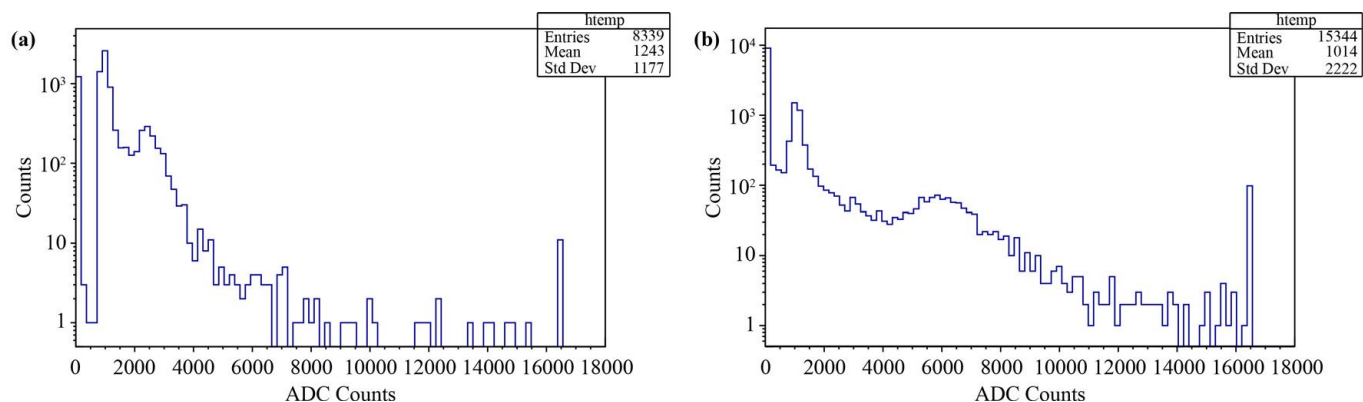 (a)
htemp
Entries 8339
Mean 1243
Std Dev 1177
Counts
10³
10²
10
1
0 2000 4000 6000 8000 10000 12000 14000 16000 18000
ADC Counts
(b)
htemp
Entries 15344
Mean 1014
Std Dev 2222
Counts
10⁴
10³
10²
10
1
0 2000 4000 6000 8000 10000 12000 14000 16000 18000
ADC Counts